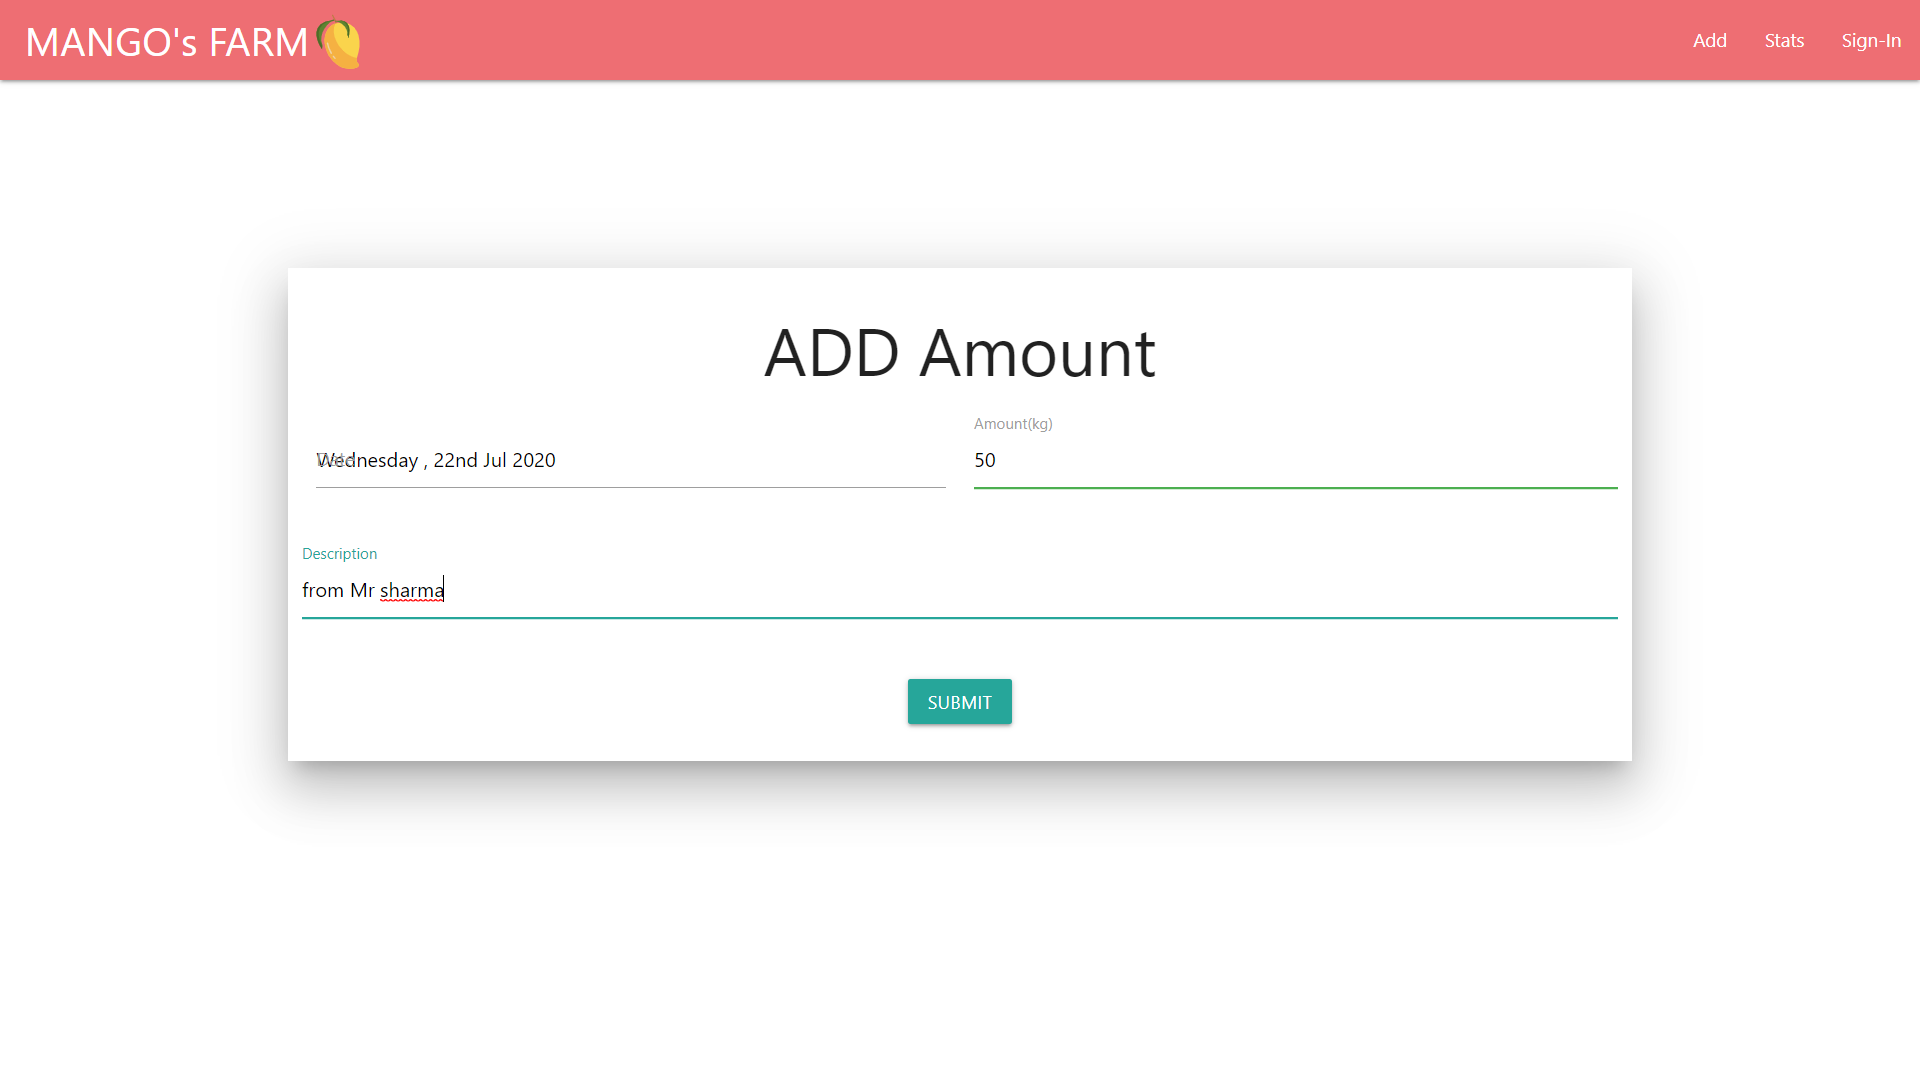 MANGO's FARM
Add Stats Sign-In
ADD Amount
Amount(kg)
Date
Wednesday , 22nd Jul 2020
50
Description
from Mr sharma
SUBMIT